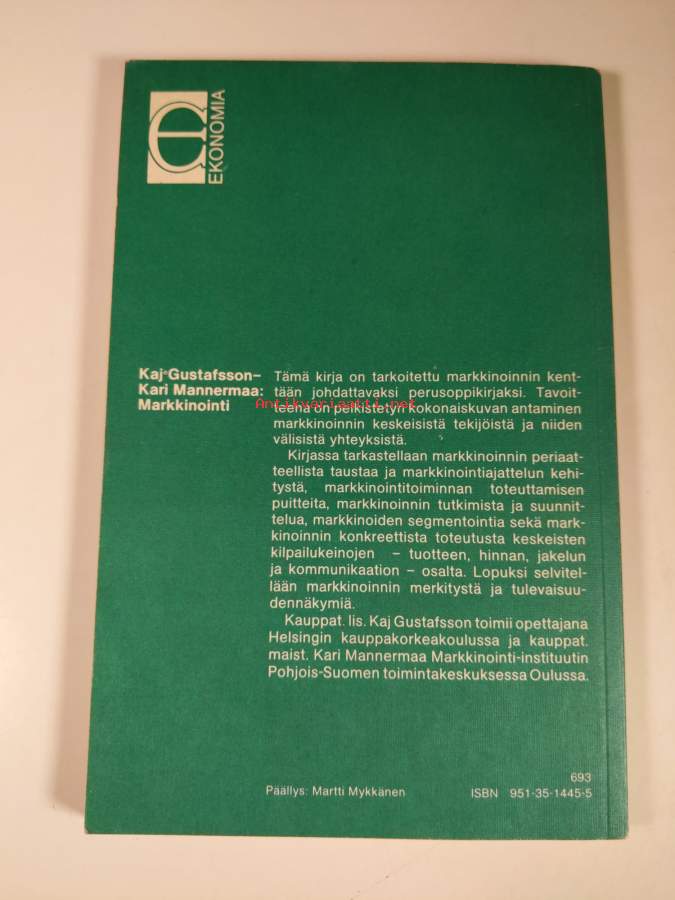 EKONOMIA
Kaj Gustafsson–
Kari Mannermaa:
Markkinointi
Tämä kirja on tarkoitettu markkinoinnin kent-
tään johdattavaksi perusoppikirjaksi. Tavoit-
teena on pelkistetyn kokonaiskuvan antaminen
markkinoinnin keskeisistä tekijöistä ja niiden
välisistä yhteyksistä.
Kirjassa tarkastellaan markkinoinnin periaat-
teellista taustaa ja markkinointiajattelun kehi-
tystä, markkinointitoiminnan toteuttamisen
puitteita, markkinoinnin tutkimista ja suunnit-
telua, markkinoiden segmentointia sekä mark-
kinoinnin konkreettista toteutusta keskeisten
kilpailukeinojen – tuotteen, hinnan, jakelun
ja kommunikaation – osalta. Lopuksi selvitel-
lään markkinoinnin merkitystä ja tulevaisuu-
dennäkymiä.
Kauppat. lis. Kaj Gustafsson toimii opettajana
Helsingin kauppakorkeakoulussa ja kauppat.
maist. Kari Mannermaa Markkinointi-instituutin
Pohjois-Suomen toimintakeskuksessa Oulussa.
Antikvariaatti.net
693
Päällys: Martti Mykkänen ISBN 951-35-1445-5